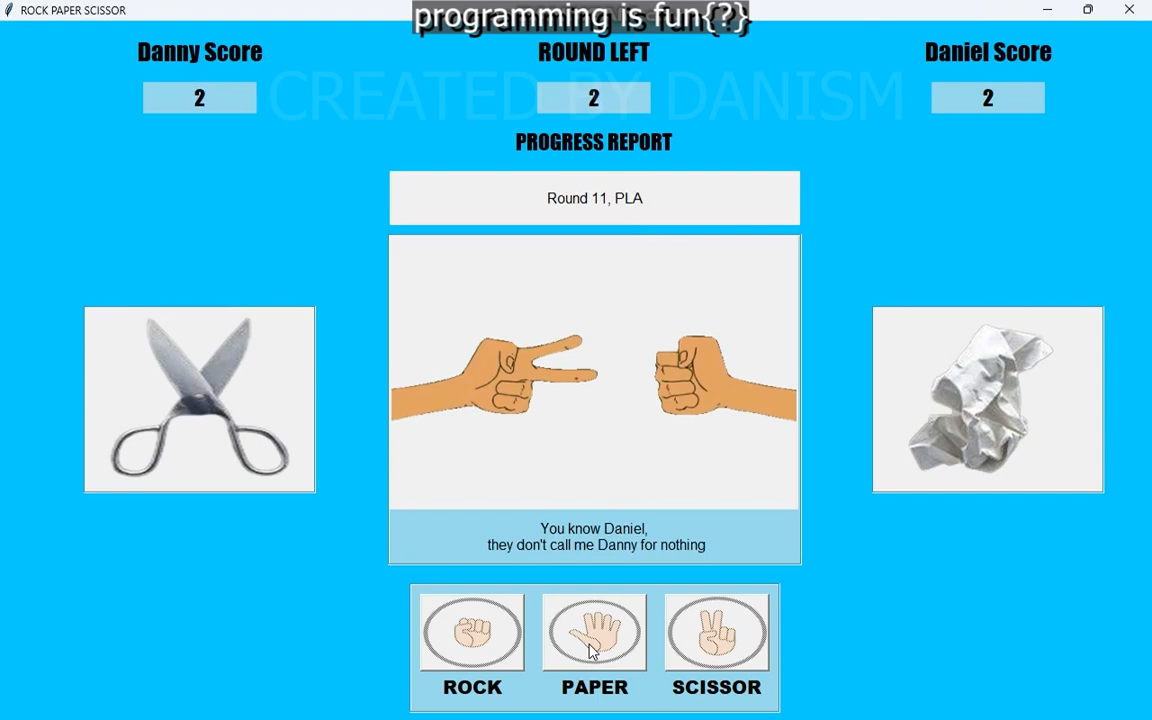 ROCK PAPER SCISSOR
programming is fun{?}
Danny Score
ROUND LEFT
Daniel Score
2
2
2
CREATED BY DANISM
PROGRESS REPORT
Round 11, PLA
You know Daniel,
they don't call me Danny for nothing
ROCK
PAPER
SCISSOR